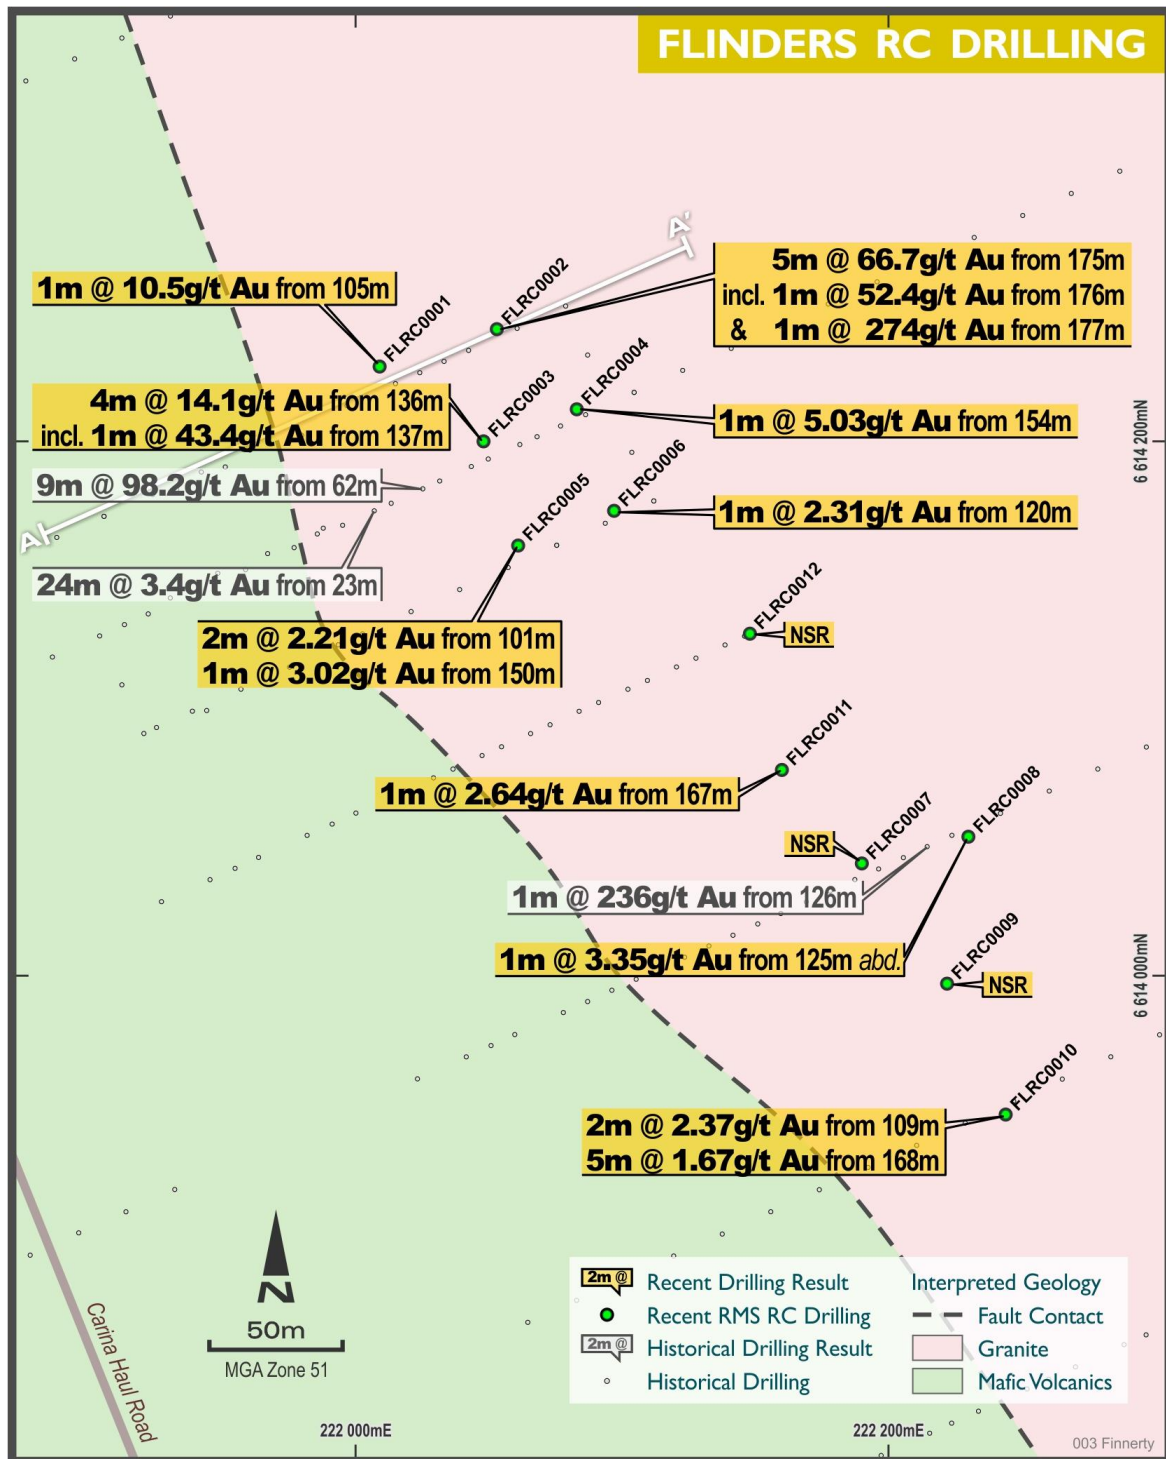 FLINDERS RC DRILLING
A'
FLRC0002
5m @ 66.7g/t Au from 175m
incl. 1m @ 52.4g/t Au from 176m
& 1m @ 274g/t Au from 177m
1m @ 10.5g/t Au from 105m
FLRC0001
FLRC0004
FLRC0003
4m @ 14.1g/t Au from 136m
incl. 1m @ 43.4g/t Au from 137m
1m @ 5.03g/t Au from 154m
6 614 200mN
FLRC0006
FLRC0005
9m @ 98.2g/t Au from 62m
1m @ 2.31g/t Au from 120m
A
24m @ 3.4g/t Au from 23m
FLRC0012
2m @ 2.21g/t Au from 101m
1m @ 3.02g/t Au from 150m
NSR
FLRC0011
1m @ 2.64g/t Au from 167m
FLRC0008
FLRC0007
NSR
1m @ 236g/t Au from 126m
1m @ 3.35g/t Au from 125m abd.
FLRC0009
NSR
6 614 000mN
FLRC0010
2m @ 2.37g/t Au from 109m
5m @ 1.67g/t Au from 168m
N
50m
MGA Zone 51
Carina Haul Road
2m @ Recent Drilling Result
Recent RMS RC Drilling
2m @ Historical Drilling Result
Historical Drilling
Interpreted Geology
Fault Contact
Granite
Mafic Volcanics
222 000mE
222 200mE
003 Finnerty